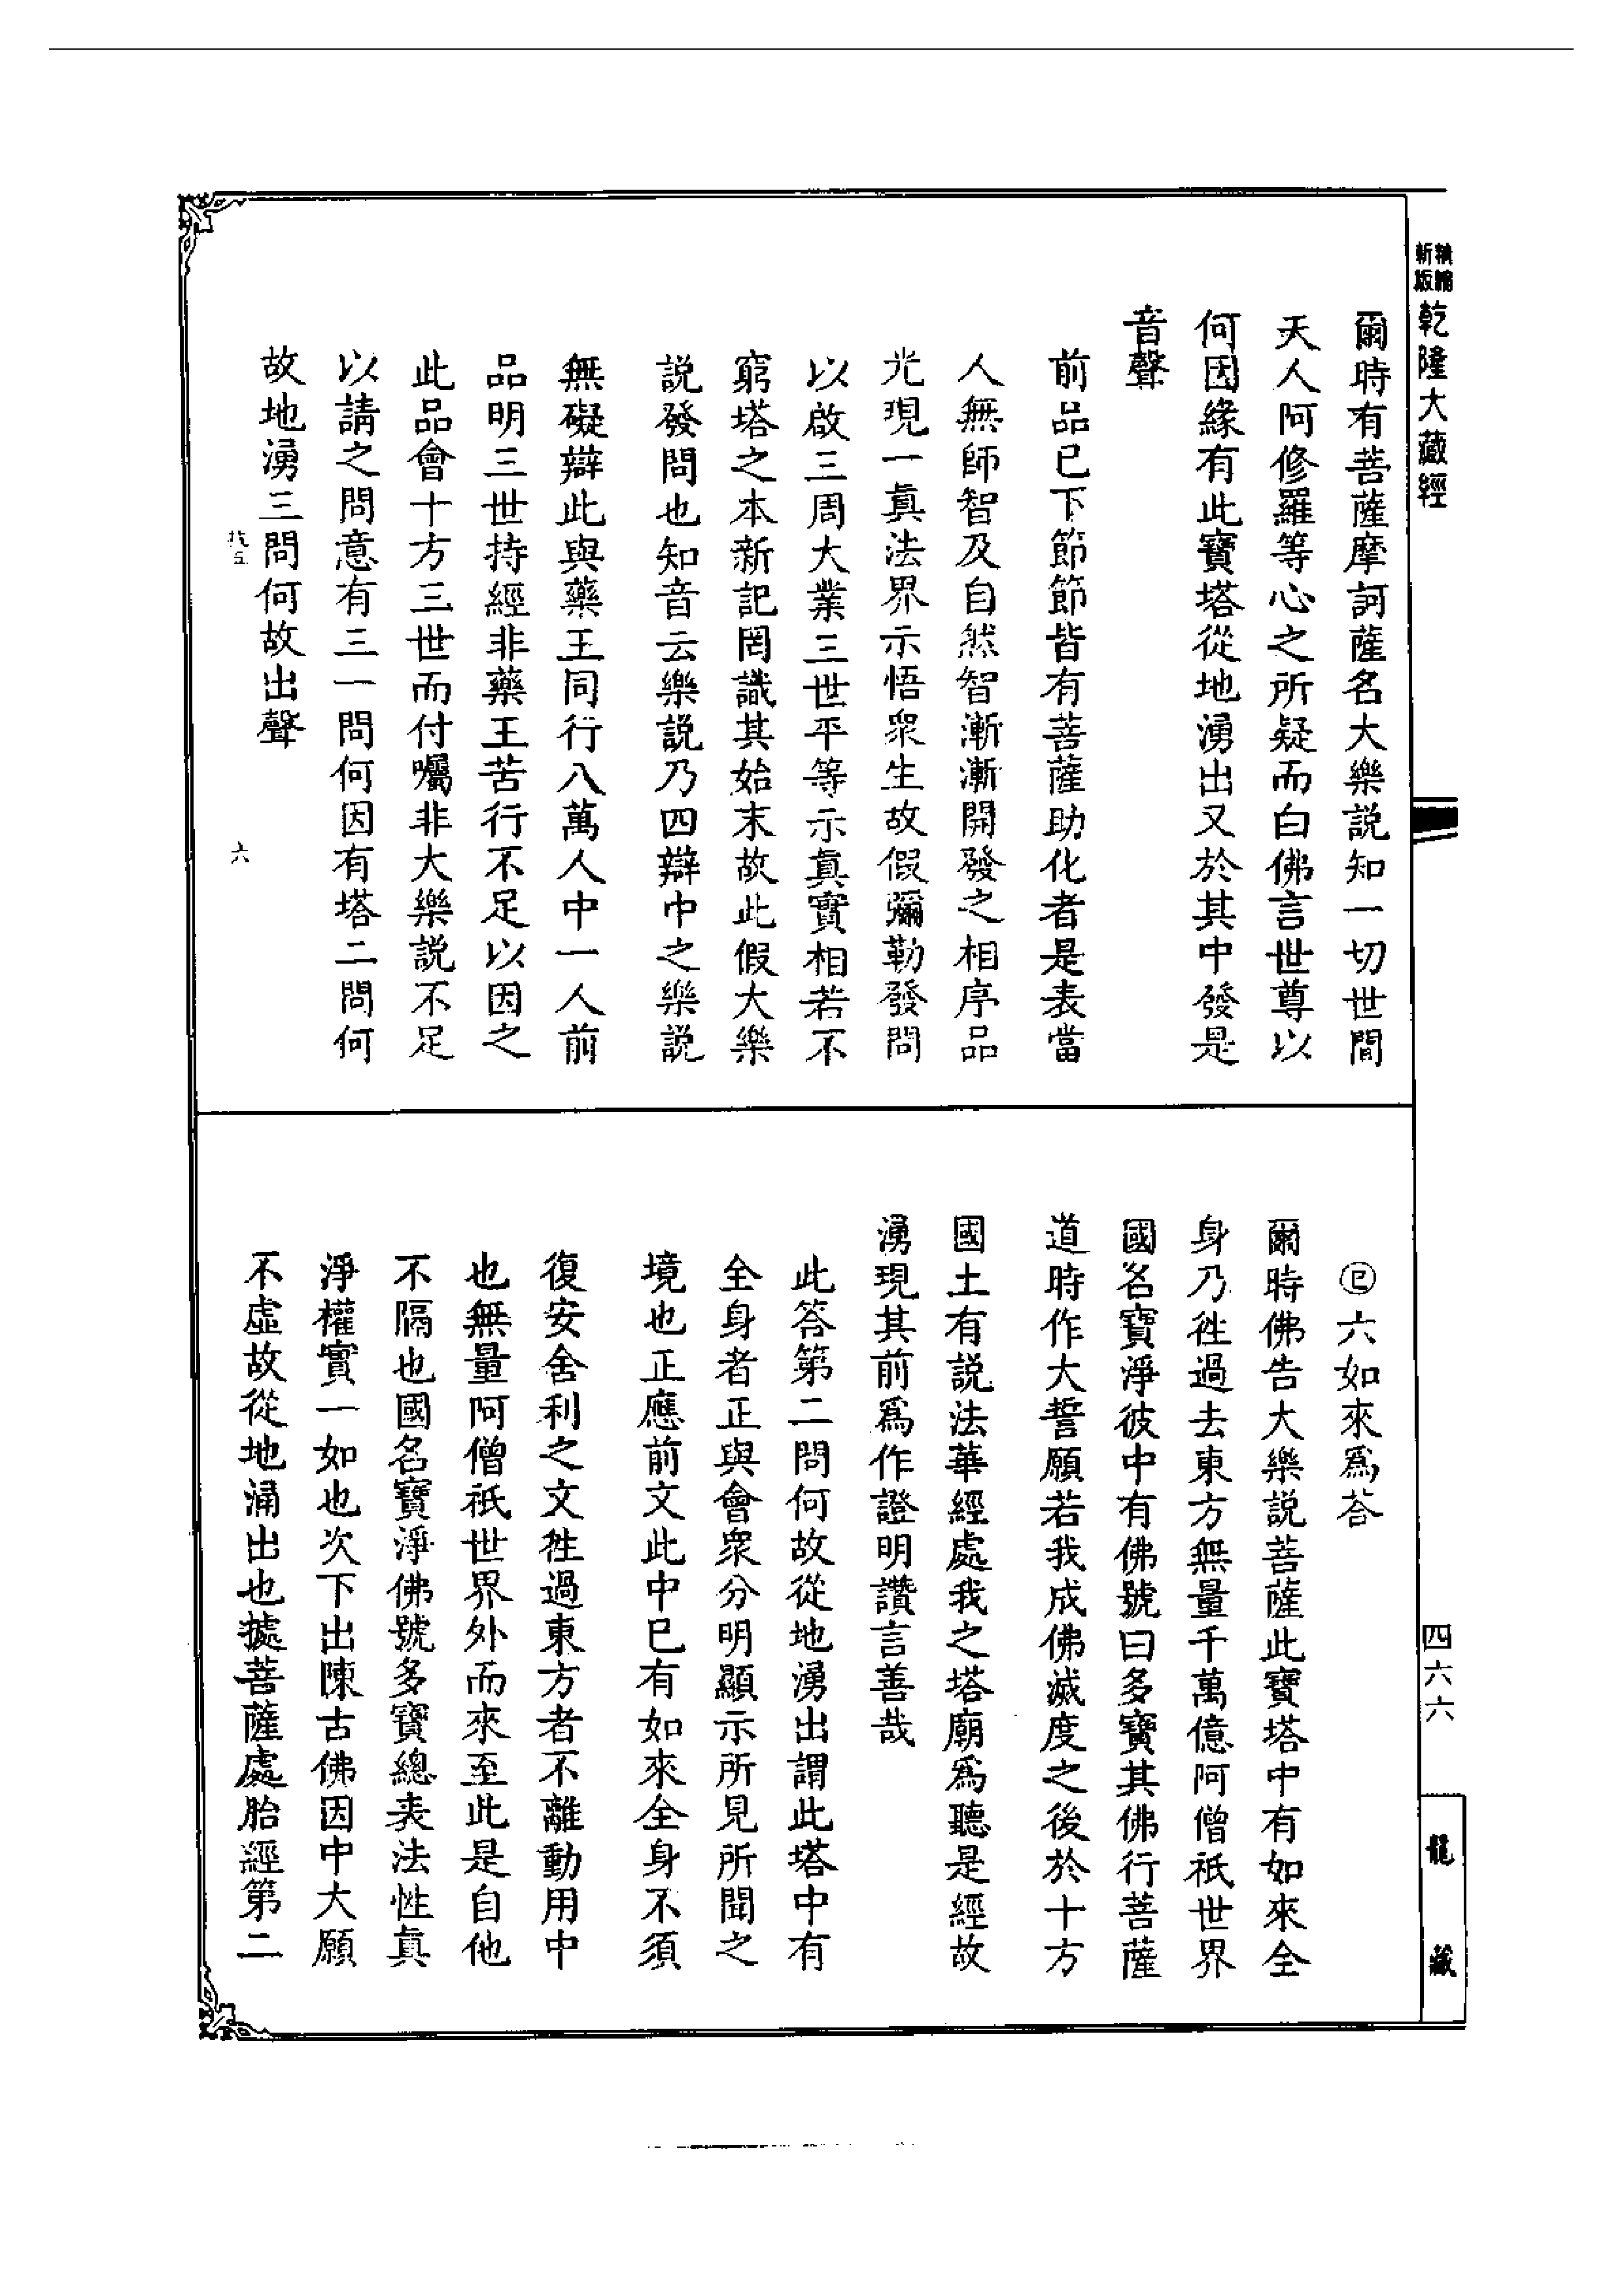 新編
新版
乾隆大藏經
爾時有菩薩摩訶薩名大樂説知一切世間
天人阿修羅等心之所疑而白佛言世尊以
何因緣有此寶塔從地湧出又於其中發是
音聲
前品已下節節皆有菩薩助化者是表當
人無師智及自然智漸漸開發之相序品
光現一真法界示悟衆生故假彌勒發問
以啟三周大業三世平等示真實相若不
窮塔之本新記罔識其始末故此假大樂
説發問也知音云樂説乃四辯中之樂説
無礙辯此與藥王同行八萬人中一人前
品明三世持經非藥王苦行不足以因之
此品會十方三世而付囑非大樂説不足
以請之問意有三一問何因有塔二問何
故地湧三問何故出聲
六
㔾六如來爲荅
爾時佛告大樂説菩薩此寶塔中有如來全
身乃徃過去東方無量千萬億阿僧祇世界
國名寶淨彼中有佛號曰多寶其佛行菩薩
道時作大誓願若我成佛滅度之後於十方
國土有説法華經處我之塔廟爲聽是經故
湧現其前爲作證明讚言善哉
此答第二問何故從地湧出謂此塔中有
全身者正與會衆分明顯示所見所聞之
境也正應前文此中已有如來全身不須
復安舍利之文徃過東方者不離動用中
也無量阿僧祇世界外而來至此是自他
不隔也國名寶淨佛號多寶總表法性真
淨權實一如也次下出陳古佛因中大願
不虛故從地涌出也據菩薩處胎經第二
四六六
龍藏